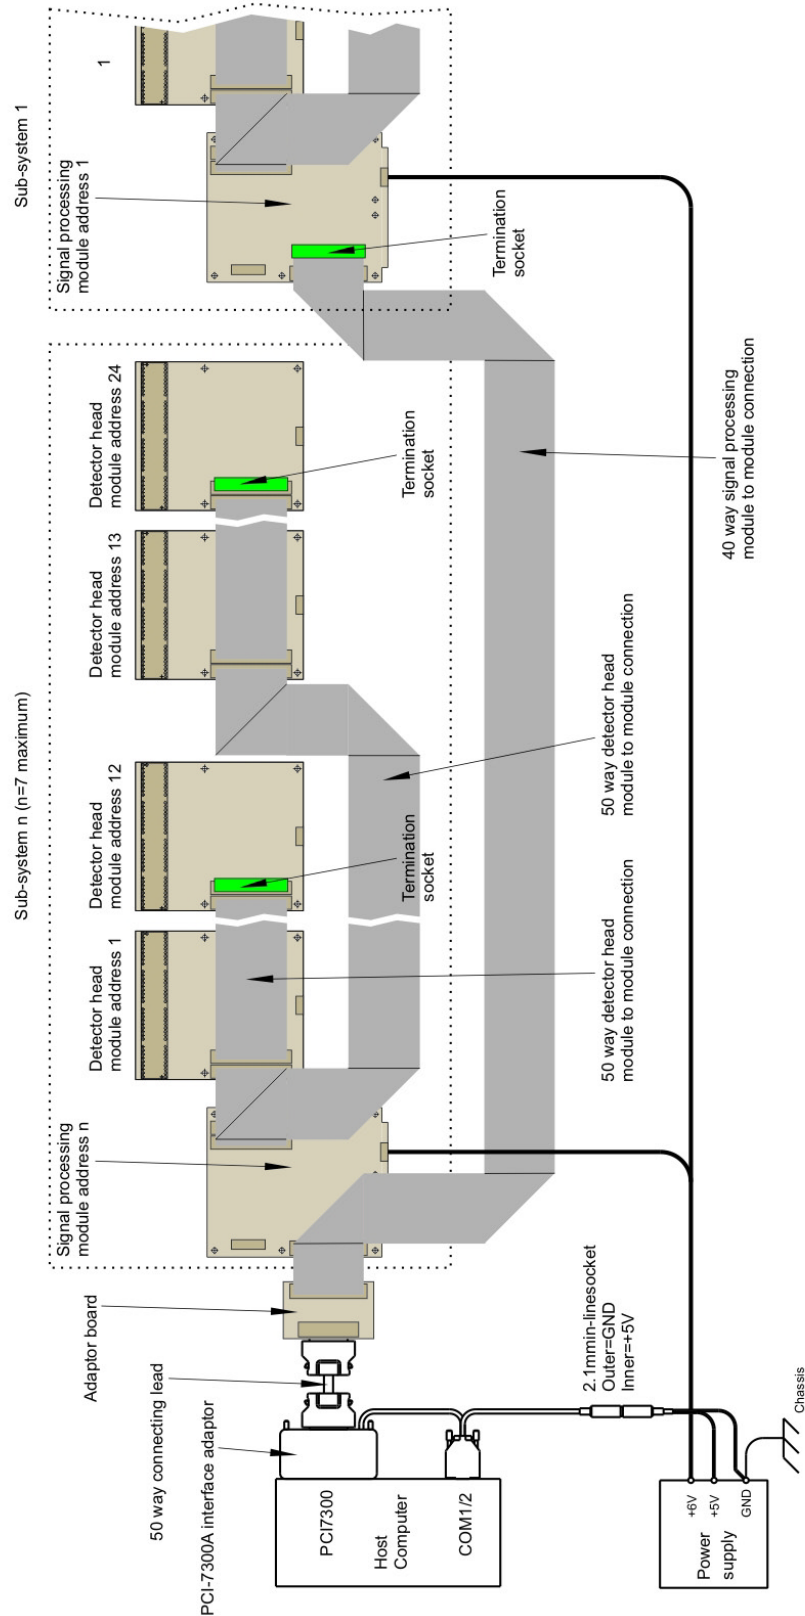 Sub-system n (n=7 maximum)
Sub-system 1
PCI-7300A interface adaptor
50 way connecting lead
Adaptor board
Signal processing
module address n
Detector head
module address 1
Detector head
module address 12
Detector head
module address 13
Detector head
module address 24
Signal processing
module address 1
1
Termination
socket
Termination
socket
Termination
socket
PCI7300
Host
Computer
COM1/2
2.1mmin-linesocket
Outer=GND
Inner=+5V
50 way detector head
module to module connection
50 way detector head
module to module connection
40 way signal processing
module to module connection
+6V
+5V
GND
Power
supply
Chassis